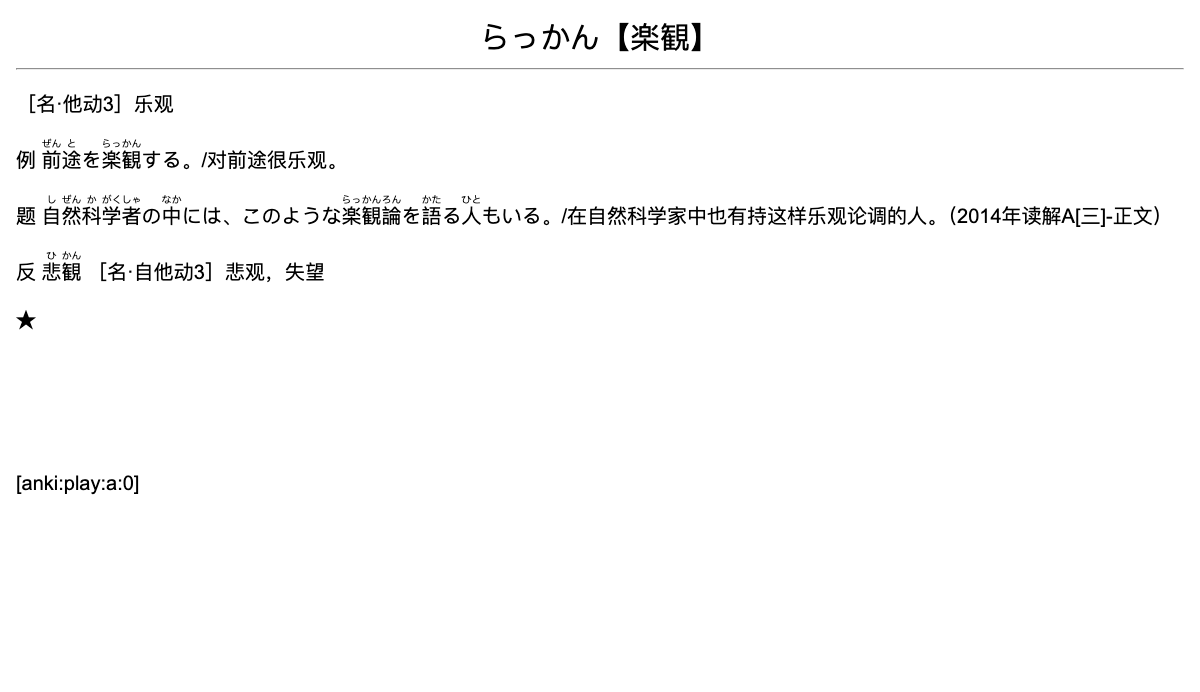 らっかん【楽観】
［名·他动3］乐观
ぜん と らっかん
例 前途を楽観する。/对前途很乐观。
し ぜん か がくしゃ なか らっかんろん かた ひと
题 自然科学者の中には、このような楽観論を語る人もいる。/在自然科学家中也有持这样乐观论调的人。（2014年读解A[三]-正文）
ひ かん
反 悲観 ［名·自他动3］悲观，失望
★
[anki:play:a:0]